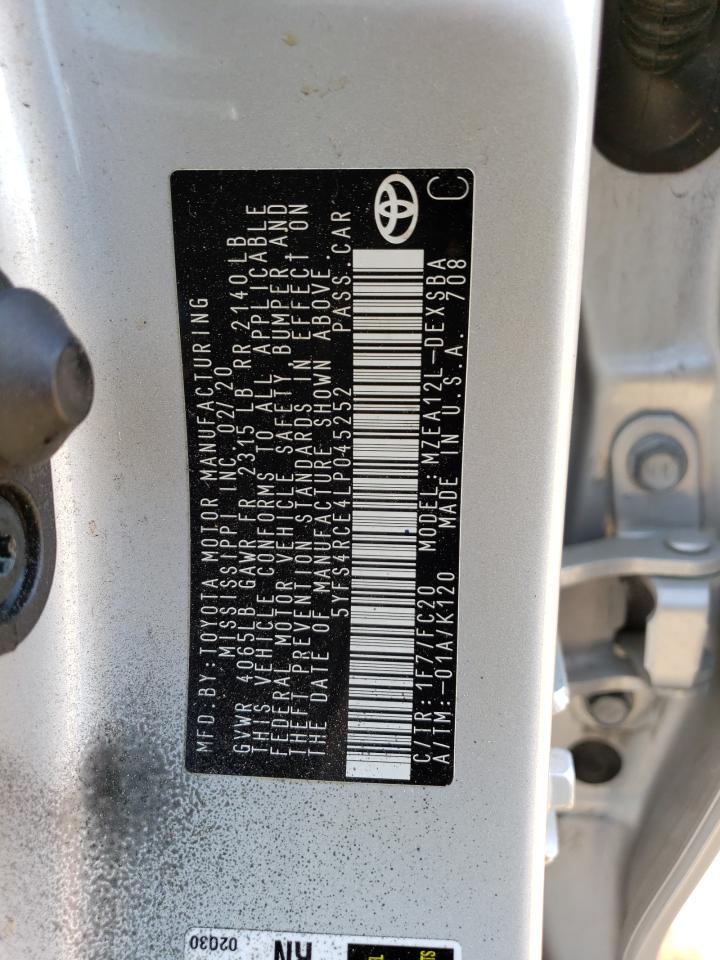 MFD.BY:TOYOTA MOTOR MANUFACTURING
MISSISSIPPI INC. 02/20
GVWR 4065LB GAWR FR 2315 LB RR 2140 LB
THIS VEHICLE CONFORMS TO ALL APPLICABLE
FEDERAL MOTOR VEHICLE SAFETY BUMPER, AND
THEFT PREVENTION STANDARDS IN EFFECT ON
THE DATE OF MANUFACTURE SHOWN ABOVE.
5YFS4RCE4LP045252 PASS.CAR
C/TR: 1F7/FC20 MODEL: MZEA12L-DEXSBA
A/TM:-01A/K120 MADE IN U.S.A. 708
C
02Q30